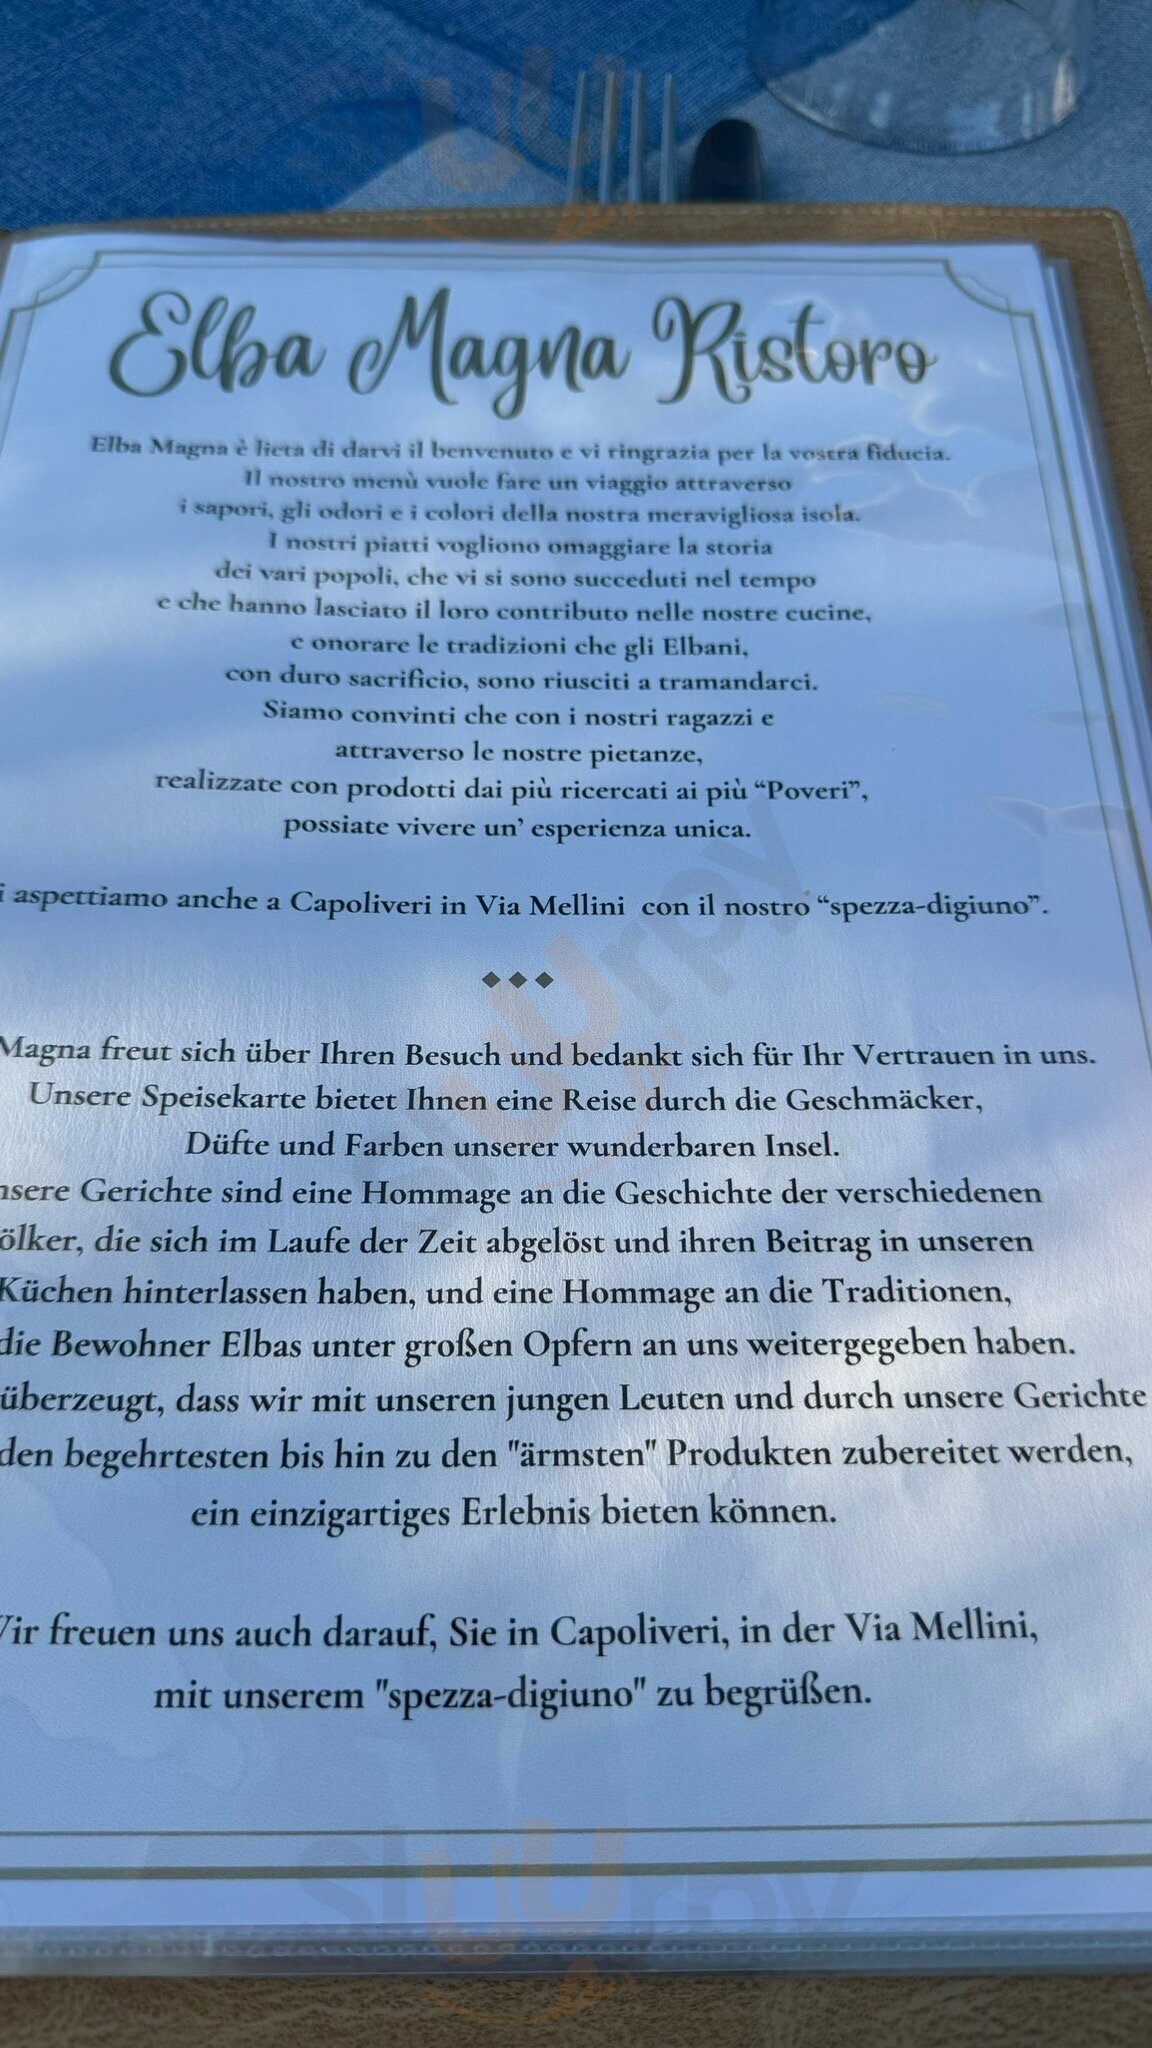 Elba Magna Ristoro
Elba Magna è lieta di darvi il benvenuto e vi ringrazia per la vostra fiducia.
Il nostro menù vuole fare un viaggio attraverso
i sapori, gli odori e i colori della nostra meravigliosa isola.
I nostri piatti vogliono omaggiare la storia
dei vari popoli, che vi si sono succeduti nel tempo
e che hanno lasciato il loro contributo nelle nostre cucine,
e onorare le tradizioni che gli Elbani,
con duro sacrificio, sono riusciti a tramandarci.
Siamo convinti che con i nostri ragazzi e
attraverso le nostre pietanze,
realizzate con prodotti dai più ricercati ai più “Poveri”,
possiate vivere un’ esperienza unica.
i aspettiamo anche a Capoliveri in Via Mellini con il nostro “spezza-digiuno”.
Magna freut sich über Ihren Besuch und bedankt sich für Ihr Vertrauen in uns.
Unsere Speisekarte bietet Ihnen eine Reise durch die Geschmäcker,
Düfte und Farben unserer wunderbaren Insel.
nsere Gerichte sind eine Hommage an die Geschichte der verschiedenen
ölker, die sich im Laufe der Zeit abgelöst und ihren Beitrag in unseren
Küchen hinterlassen haben, und eine Hommage an die Traditionen,
die Bewohner Elbas unter großen Opfern an uns weitergegeben haben.
überzeugt, dass wir mit unseren jungen Leuten und durch unsere Gerichte
den begehrtesten bis hin zu den "ärmsten" Produkten zubereitet werden,
ein einzigartiges Erlebnis bieten können.
Wir freuen uns auch darauf, Sie in Capoliveri, in der Via Mellini,
mit unserem "spezza-digiuno" zu begrüßen.
sluurpy
sluurpy
sluurpy